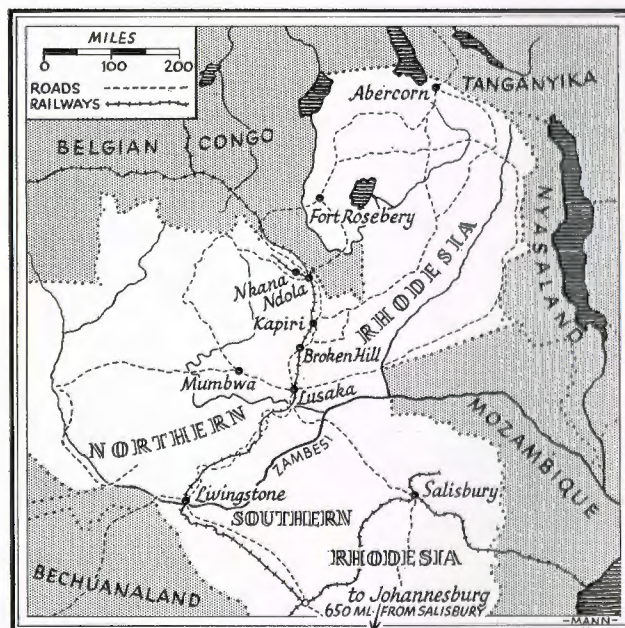 MILES
0 100 200
ROADS
RAILWAYS
Abercorn
TANGANYIKA
BELGIAN CONGO
NYASALAND
Fort Rosebery
RHODESIA
Nkana
Ndola
Kapiri
Broken Hill
Mumbwa
Lusaka
NORTHERN
MOZAMBIQUE
ZAMBESI
Livingstone
Salisbury
SOUTHERN
RHODESIA
BECHUANALAND
to Johannesburg
650 ML. FROM SALISBURY
-MANN-